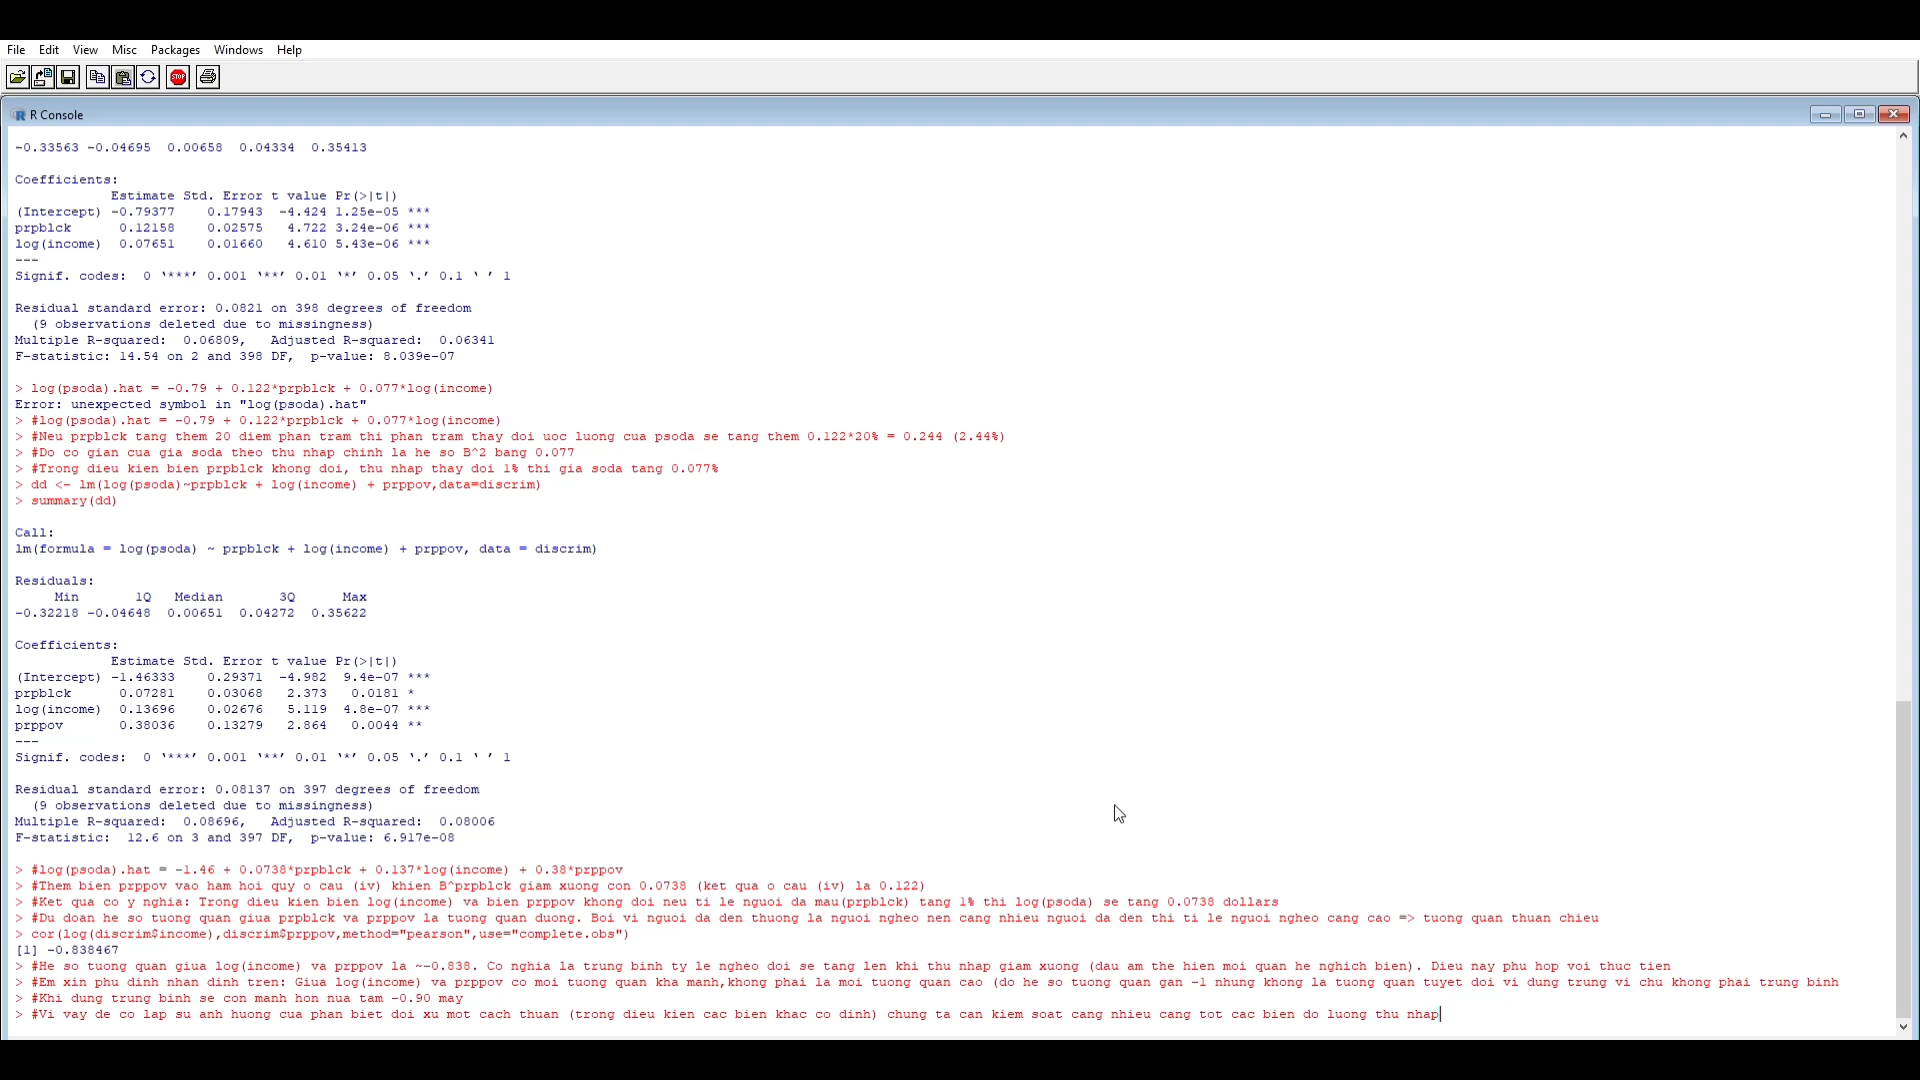 File Edit View Misc Packages Windows Help
STOP
R Console
-0.33563 -0.04695 0.00658 0.04334 0.35413
Coefficients:
Estimate Std. Error t value Pr(>|t|)
(Intercept) -0.79377 0.17943 -4.424 1.25e-05 ***
prpblck 0.12158 0.02575 4.722 3.24e-06 ***
log(income) 0.07651 0.01660 4.610 5.43e-06 ***
---
Signif. codes: 0 ‘***’ 0.001 ‘**’ 0.01 ‘*’ 0.05 ‘.’ 0.1 ‘ ’ 1
Residual standard error: 0.0821 on 398 degrees of freedom
(9 observations deleted due to missingness)
Multiple R-squared: 0.06809, Adjusted R-squared: 0.06341
F-statistic: 14.54 on 2 and 398 DF, p-value: 8.039e-07
> log(psoda).hat = -0.79 + 0.122*prpblck + 0.077*log(income)
Error: unexpected symbol in "log(psoda).hat"
> #log(psoda).hat = -0.79 + 0.122*prpblck + 0.077*log(income)
> #Neu prpblck tang them 20 diem phan tram thi phan tram thay doi uoc luong cua psoda se tang them 0.122*20% = 0.244 (2.44%)
> #Do co gian cua gia soda theo thu nhap chinh la he so B^2 bang 0.077
> #Trong dieu kien bien prpblck khong doi, thu nhap thay doi 1% thi gia soda tang 0.077%
> dd <- lm(log(psoda)~prpblck + log(income) + prppov,data=discrim)
> summary(dd)
Call:
lm(formula = log(psoda) ~ prpblck + log(income) + prppov, data = discrim)
Residuals:
Min 1Q Median 3Q Max
-0.32218 -0.04648 0.00651 0.04272 0.35622
Coefficients:
Estimate Std. Error t value Pr(>|t|)
(Intercept) -1.46333 0.29371 -4.982 9.4e-07 ***
prpblck 0.07281 0.03068 2.373 0.0181 *
log(income) 0.13696 0.02676 5.119 4.8e-07 ***
prppov 0.38036 0.13279 2.864 0.0044 **
---
Signif. codes: 0 ‘***’ 0.001 ‘**’ 0.01 ‘*’ 0.05 ‘.’ 0.1 ‘ ’ 1
Residual standard error: 0.08137 on 397 degrees of freedom
(9 observations deleted due to missingness)
Multiple R-squared: 0.08696, Adjusted R-squared: 0.08006
F-statistic: 12.6 on 3 and 397 DF, p-value: 6.917e-08
> #log(psoda).hat = -1.46 + 0.0738*prpblck + 0.137*log(income) + 0.38*prppov
> #Them bien prppov vao ham hoi quy o cau (iv) khien B^prpblck giam xuong con 0.0738 (ket qua o cau (iv) la 0.122)
> #Ket qua co y nghia: Trong dieu kien bien log(income) va bien prppov khong doi neu ti le nguoi da mau(prpblck) tang 1% thi log(psoda) se tang 0.0738 dollars
> #Du doan he so tuong quan giua prpblck va prppov la tuong quan duong. Boi vi nguoi da den thuong la nguoi ngheo nen cang nhieu nguoi da den thi ti le nguoi ngheo cang cao => tuong quan thuan chieu
> cor(log(discrim$income),discrim$prppov,method="pearson",use="complete.obs")
[1] -0.838467
> #He so tuong quan giua log(income) va prppov la ~-0.838. Co nghia la trung binh ty le ngheo doi se tang len khi thu nhap giam xuong (dau am the hien moi quan he nghich bien). Dieu nay phu hop voi thuc tien
> #Em xin phu dinh nhan dinh tren: Giua log(income) va prppov co moi tuong quan kha manh,khong phai la moi tuong quan cao (do he so tuong quan gan -1 nhung khong la tuong quan tuyet doi vi dung trung vi chu khong phai trung binh
> #Khi dung trung binh se con manh hon nua tam -0.90 may
> #Vi vay de co lap su anh huong cua phan biet doi xu mot cach thuan (trong dieu kien cac bien khac co dinh) chung ta can kiem soat cang nhieu cang tot cac bien do luong thu nhap